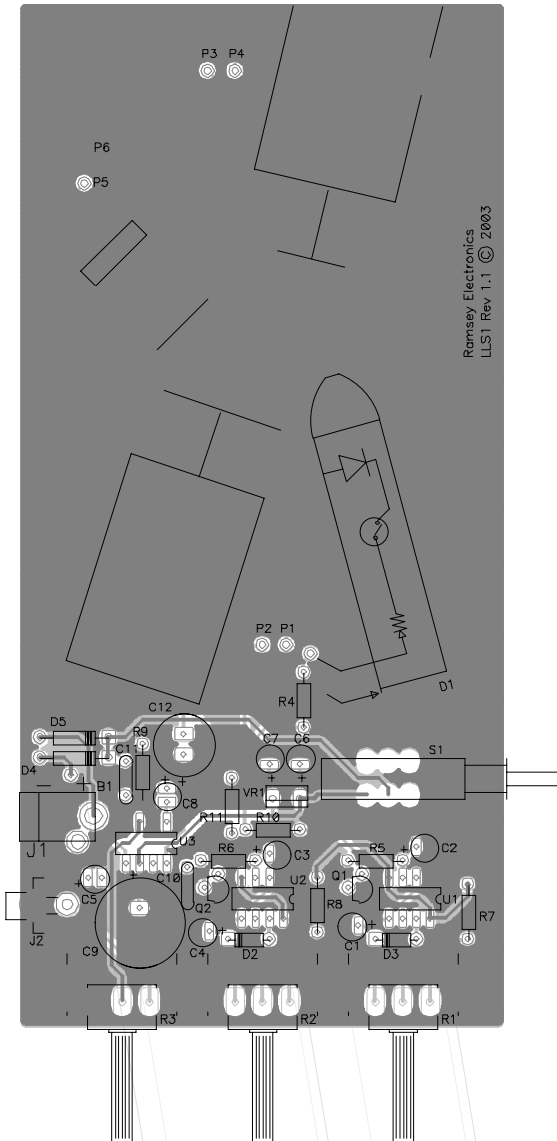 P3 P4
P6
P5
Ramsey Electronics
LLS1 Rev 1.1 © 2003
P2 P1
D1
R4
C12
D5
R9
C11
C7 C6
S1
D4
B1
C8
VR1
R11
R10
J1
CU3
R6
C3
R5
C2
C10
C5
Q2
U2
Q1
CU1
R7
R8
J2
C9
C4
D2
C1
D3
R3
R2
R1